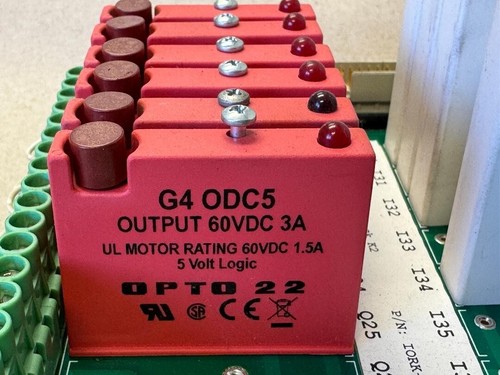 G4 ODC5
OUTPUT 60VDC 3A
UL MOTOR RATING 60VDC 1.5A
5 Volt Logic
OPTO 22
CE
I31
I32
I33
I34
I35
Q25
P/N: IORK-